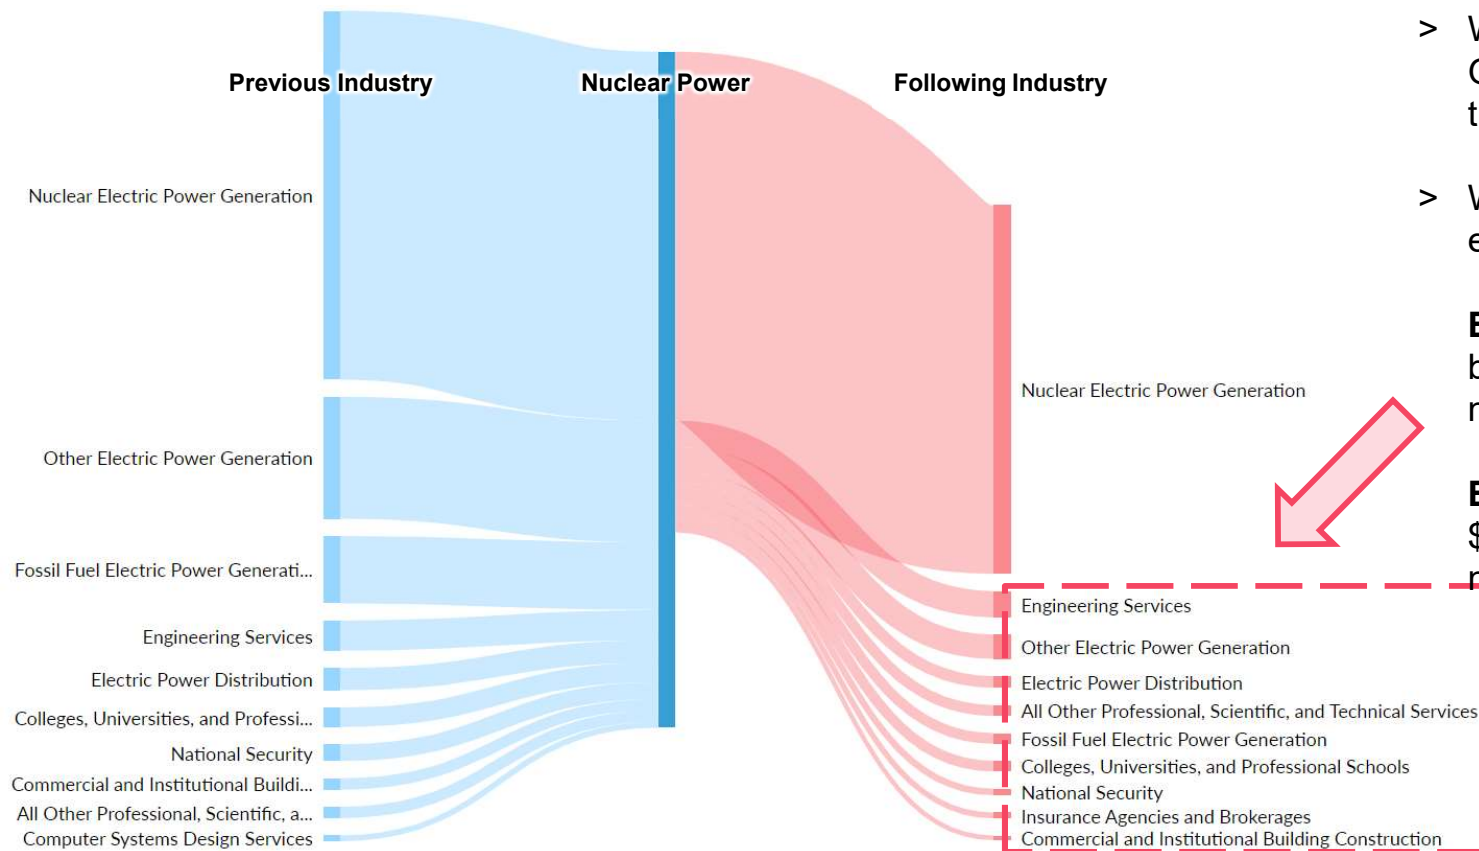 Previous Industry
Nuclear Power
Following Industry
Nuclear Electric Power Generation
Other Electric Power Generation
Fossil Fuel Electric Power Generati...
Engineering Services
Electric Power Distribution
Colleges, Universities, and Professi...
National Security
Commercial and Institutional Buildi...
All Other Professional, Scientific, a...
Computer Systems Design Services
Nuclear Electric Power Generation
Engineering Services
Other Electric Power Generation
Electric Power Distribution
All Other Professional, Scientific, and Technical Services
Fossil Fuel Electric Power Generation
Colleges, Universities, and Professional Schools
National Security
Insurance Agencies and Brokerages
Commercial and Institutional Building Construction
>
>
$